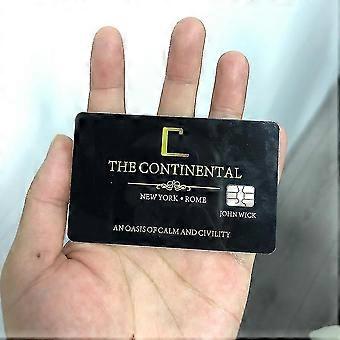 C
THE CONTINENTAL
NEW YORK • ROME
JOHN WICK
AN OASIS OF CALM AND CIVILITY